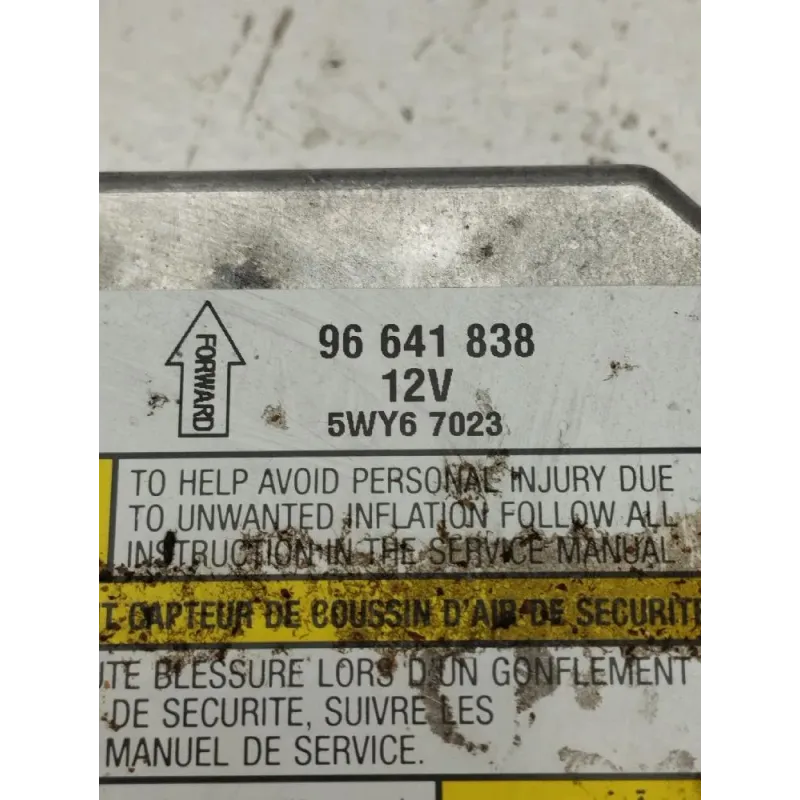 FORWARD
96 641 838
12V
5WY6 7023
TO HELP AVOID PERSONAL INJURY DUE
TO UNWANTED INFLATION FOLLOW ALL
INSTRUCTION IN THE SERVICE MANUAL
CAPTEUR DE COUSSIN D'AIR DE SECURITE
BLESSURE LORS D'UN GONFLEMENT
DE SECURITE, SUIVRE LES
MANUEL DE SERVICE.